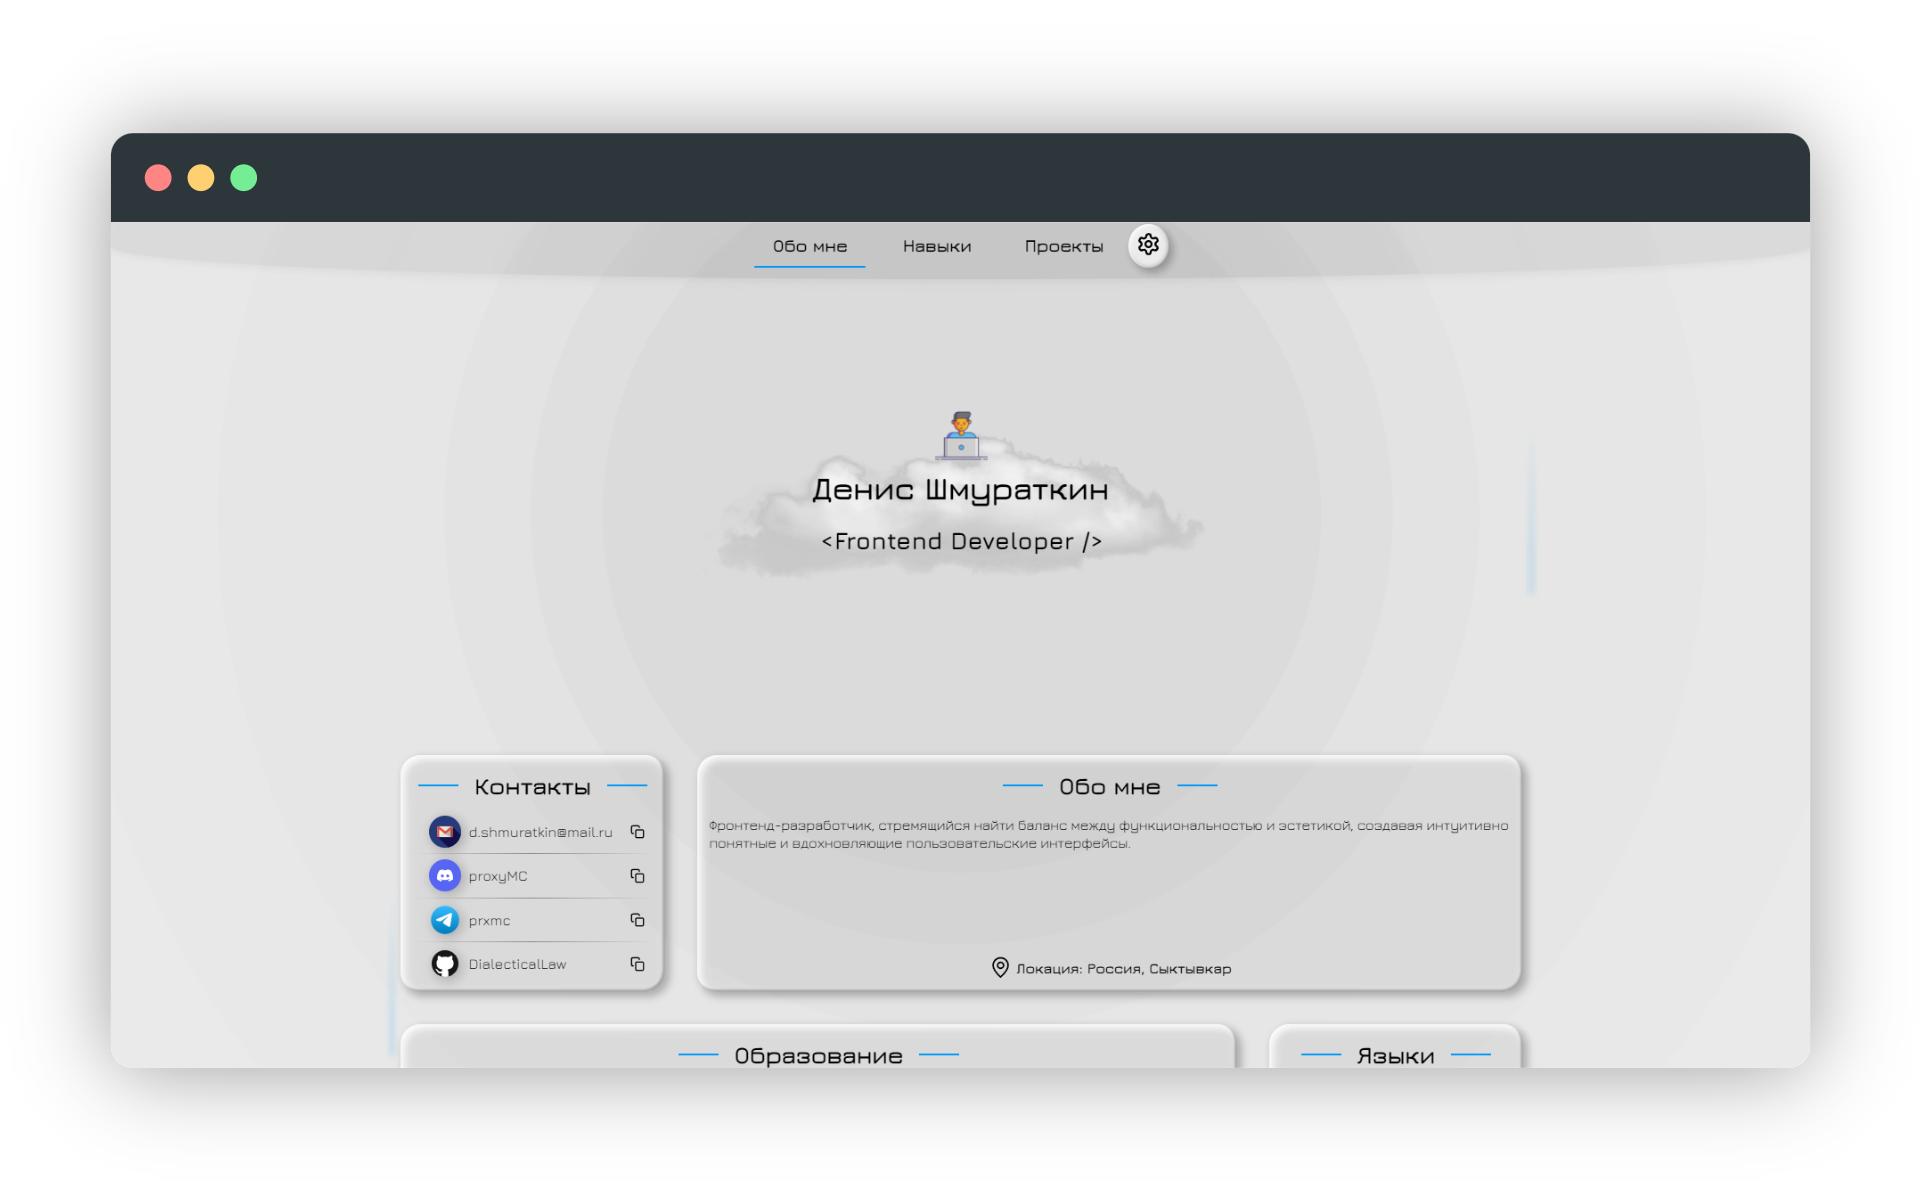 Обо мне
Навыки
Проекты
Денис Шмураткин
<Frontend Developer />
Контакты
d.shmuratkin@mail.ru
proxyMC
prxmc
DialecticalLaw
Обо мне
Фронтенд-разработчик, стремящийся найти баланс между функциональностью и эстетикой, создавая интуитивно
понятные и вдохновляющие пользовательские интерфейсы.
Локация: Россия, Сыктывкар
Образование
Языки